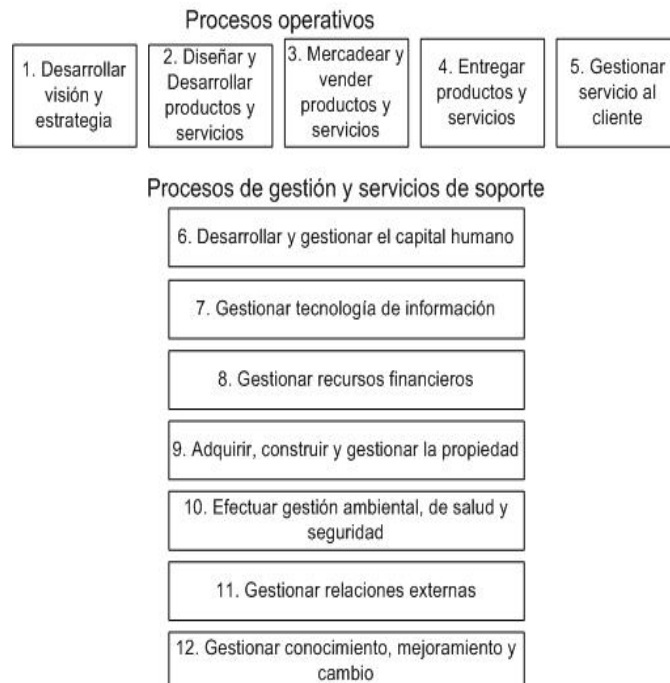 Procesos operativos
1. Desarrollar
visión y
estrategia
2. Diseñar y
Desarrollar
productos y
servicios
3. Mercadear y
vender
productos y
servicios
4. Entregar
productos y
servicios
5. Gestionar
servicio al
cliente
Procesos de gestión y servicios de soporte
6. Desarrollar y gestionar el capital humano
7. Gestionar tecnología de información
8. Gestionar recursos financieros
9. Adquirir, construir y gestionar la propiedad
10. Efectuar gestión ambiental, de salud y
seguridad
11. Gestionar relaciones externas
12. Gestionar conocimiento, mejoramiento y
cambio